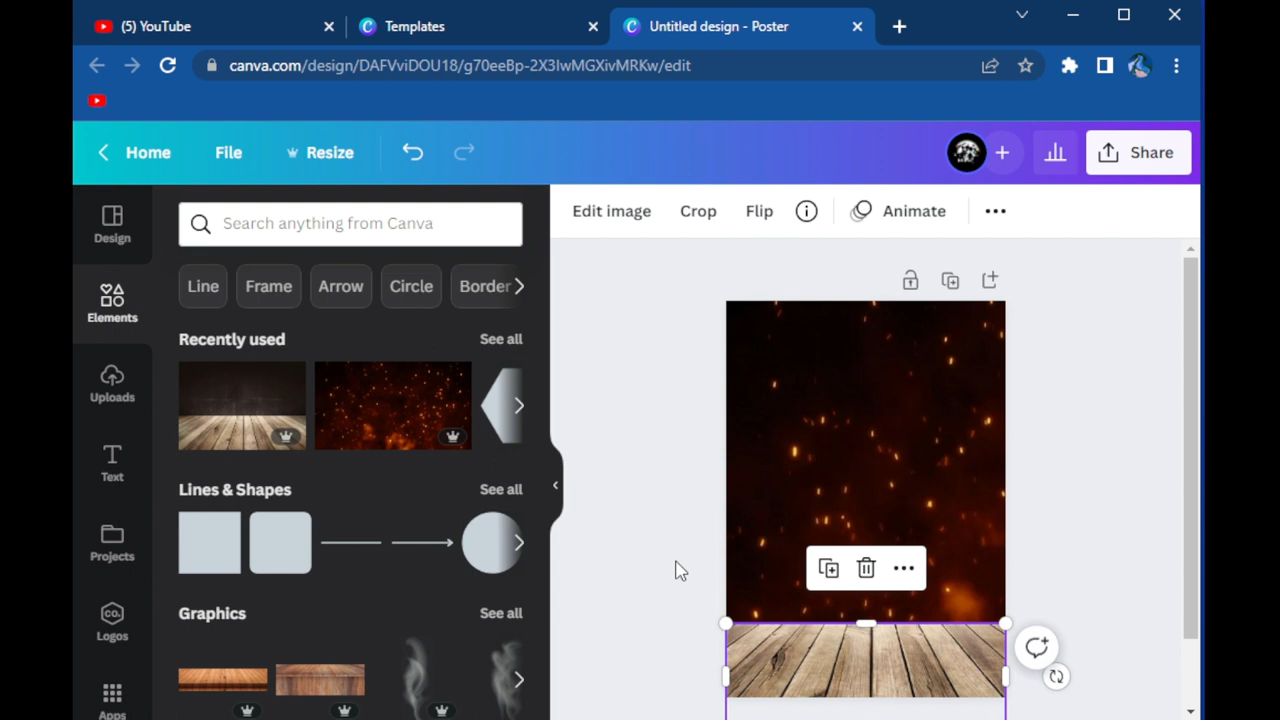 (5) YouTube
Templates
Untitled design - Poster
canva.com/design/DAFVviDOU18/g70eeBp-2X3IwMGXivMRKw/edit
Home
File
Resize
Share
Design
Elements
Uploads
Text
Projects
Logos
Apps
Search anything from Canva
Line
Frame
Arrow
Circle
Border
Recently used
See all
Lines & Shapes
See all
Graphics
See all
Edit image
Crop
Flip
Animate
CO.